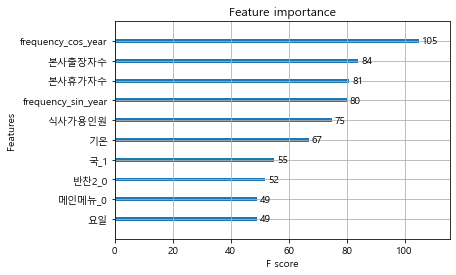 Feature importance
Features
frequency_cos_year 105
본사출장자수 84
본사휴가자수 81
frequency_sin_year 80
식사가용인원 75
기온 67
국_1 55
반찬2_0 52
메인메뉴_0 49
요일 49
0 20 40 60 80 100
F score